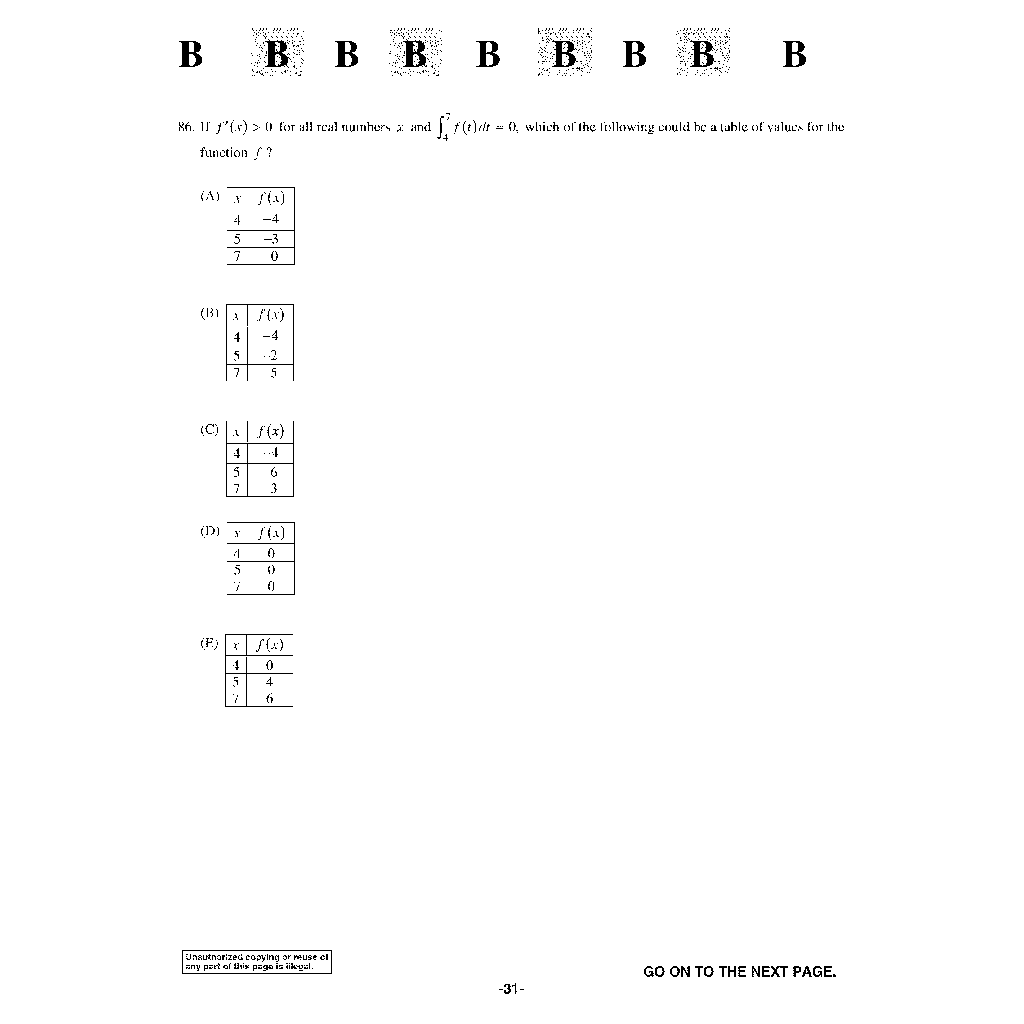 B B B B B B B B B
86. If f′(x) > 0 for all real numbers x and ∫₄⁷ f(t)dt = 0, which of the following could be a table of values for the
function f ?
(A) x f(x)
4 −4
5 −3
7 0
(B) x f(x)
4 −4
5 −2
7 5
(C) x f(x)
4 −4
5 6
7 3
(D) x f(x)
4 0
5 0
7 0
(E) x f(x)
4 0
5 4
7 6
Unauthorized copying or reuse of
any part of this page is illegal.
GO ON TO THE NEXT PAGE.
-31-